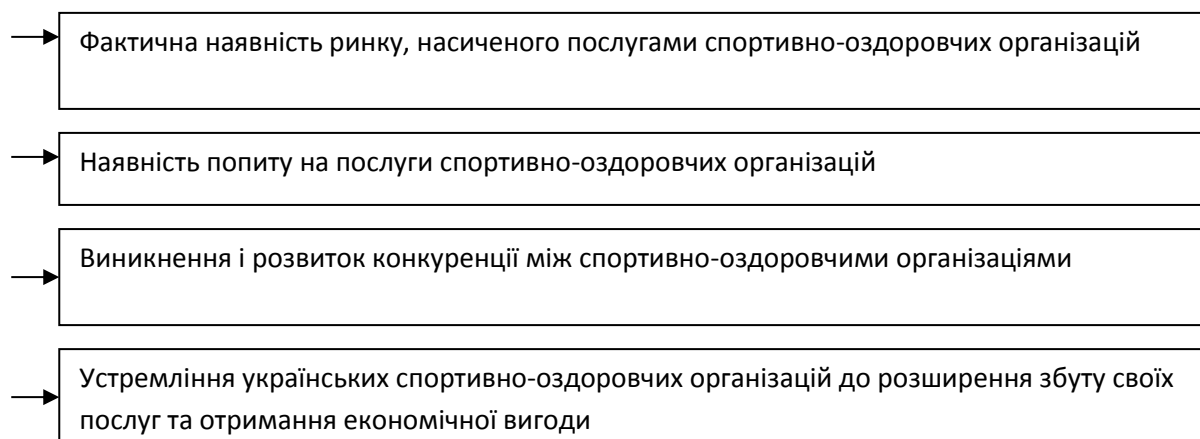 Фактична наявність ринку, насиченого послугами спортивно-оздоровчих організацій
Наявність попиту на послуги спортивно-оздоровчих організацій
Виникнення і розвиток конкуренції між спортивно-оздоровчими організаціями
Устремління українських спортивно-оздоровчих організацій до розширення збуту своїх
послуг та отримання економічної вигоди